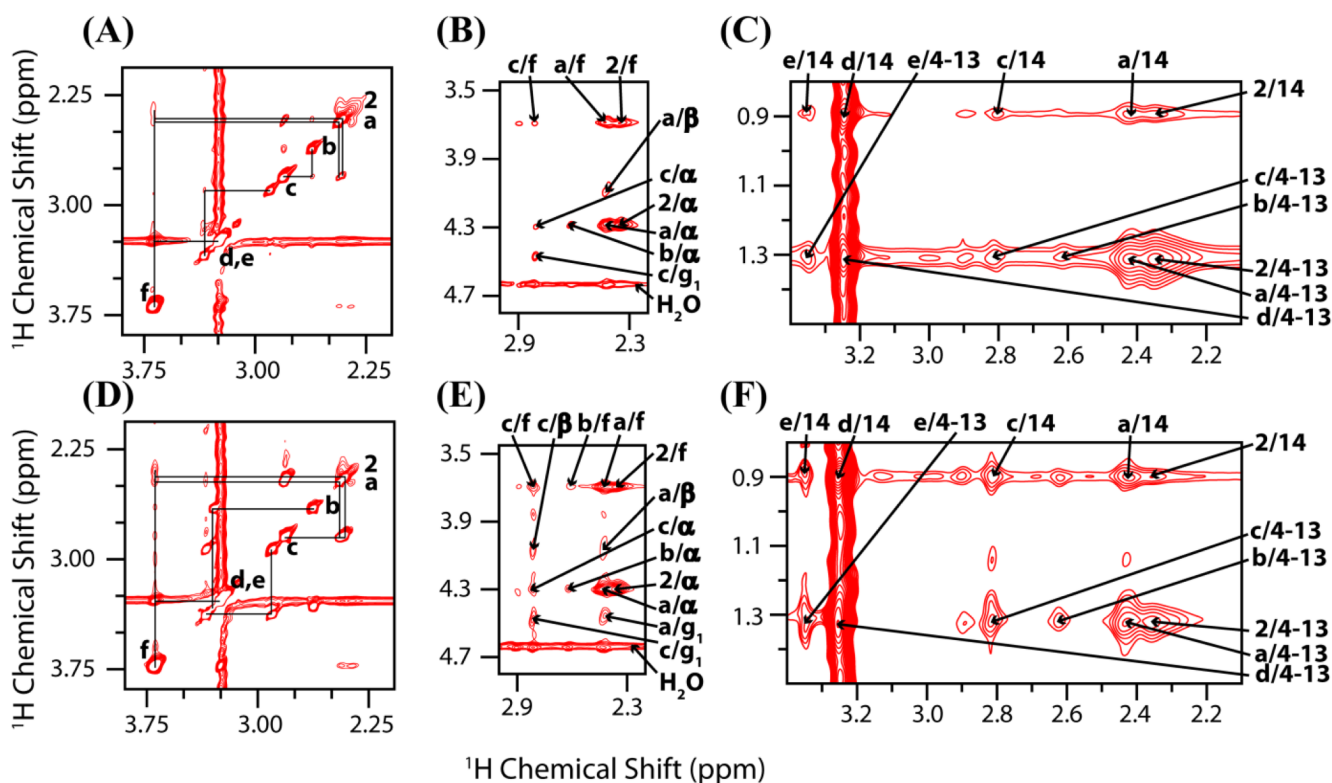 (A)
(B)
(C)
¹H Chemical Shift (ppm)
2.25
3.00
3.75
2
a
b
c
d,e
f
3.75
3.00
2.25
c/f
a/f
2/f
3.5
3.9
4.3
4.7
a/β
c/α
2/α
a/α
b/α
c/g₁
H₂O
2.9
2.3
e/14
d/14
e/4-13
c/14
a/14
2/14
0.9
1.1
1.3
c/4-13
b/4-13
2/4-13
a/4-13
d/4-13
3.2
3.0
2.8
2.6
2.4
2.2
(D)
(E)
(F)
¹H Chemical Shift (ppm)
2.25
3.00
3.75
2
a
b
c
d,e
f
3.75
3.00
2.25
c/f
c/β
b/f
a/f
2/f
3.5
3.9
4.3
4.7
a/β
c/α
b/α
2/α
a/α
a/g₁
c/g₁
H₂O
2.9
2.3
e/14
d/14
e/4-13
c/14
a/14
2/14
0.9
1.1
1.3
c/4-13
b/4-13
2/4-13
a/4-13
d/4-13
3.2
3.0
2.8
2.6
2.4
2.2
¹H Chemical Shift (ppm)